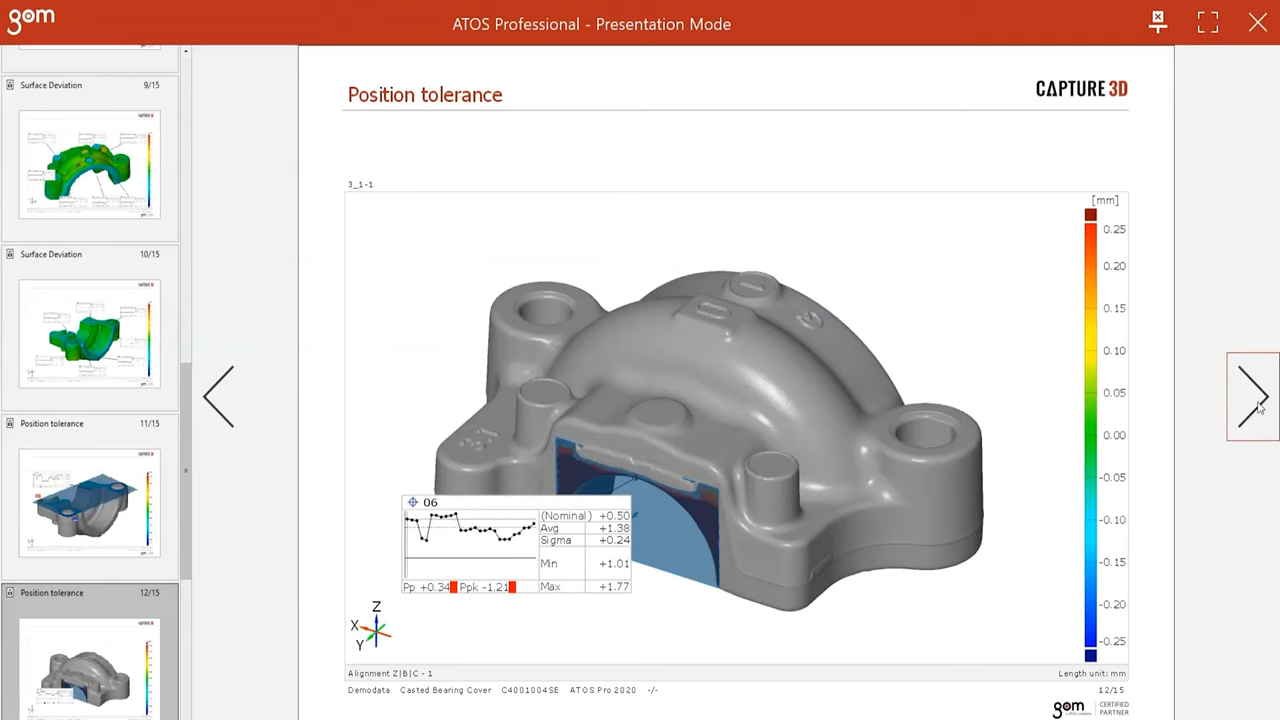 gom
ATOS Professional - Presentation Mode
Surface Deviation 9/15
Surface Deviation 10/15
Position tolerance 11/15
Position tolerance 12/15
Position tolerance
CAPTURE 3D
3_1-1
[mm]
0.25
0.20
0.15
0.10
0.05
0.00
-0.05
-0.10
-0.15
-0.20
-0.25
06
(Nominal) +0.50
Avg +1.38
Sigma +0.24
Min +1.01
Max +1.77
Pp +0.34 Ppk -1.21
Z
X
Y
Alignment Z|B|C - 1
Length unit: mm
Demodata Casted Bearing Cover C4001004SE ATOS Pro 2020 -/-
12/15
gom
CERTIFIED
PARTNER